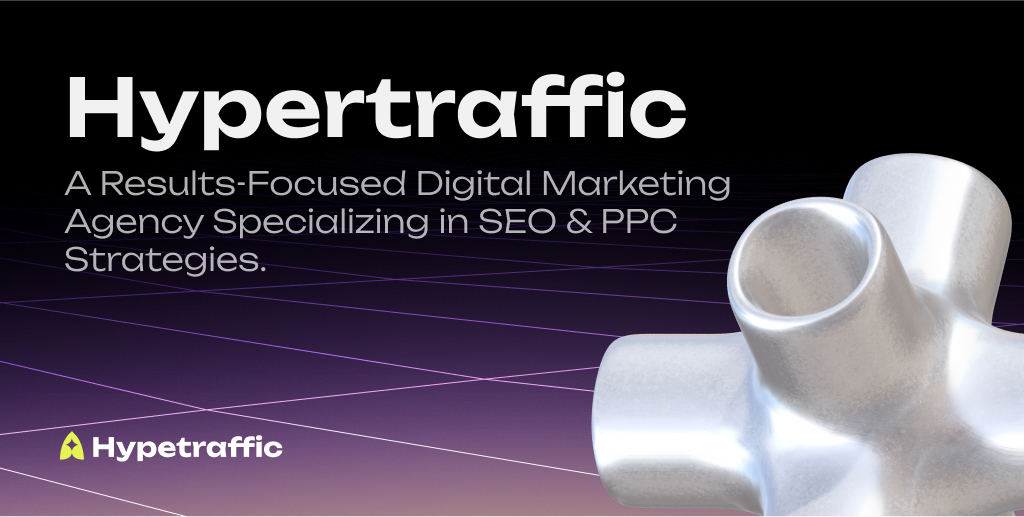 Hypertraffic
A Results-Focused Digital Marketing
Agency Specializing in SEO & PPC
Strategies.
Hypetraffic